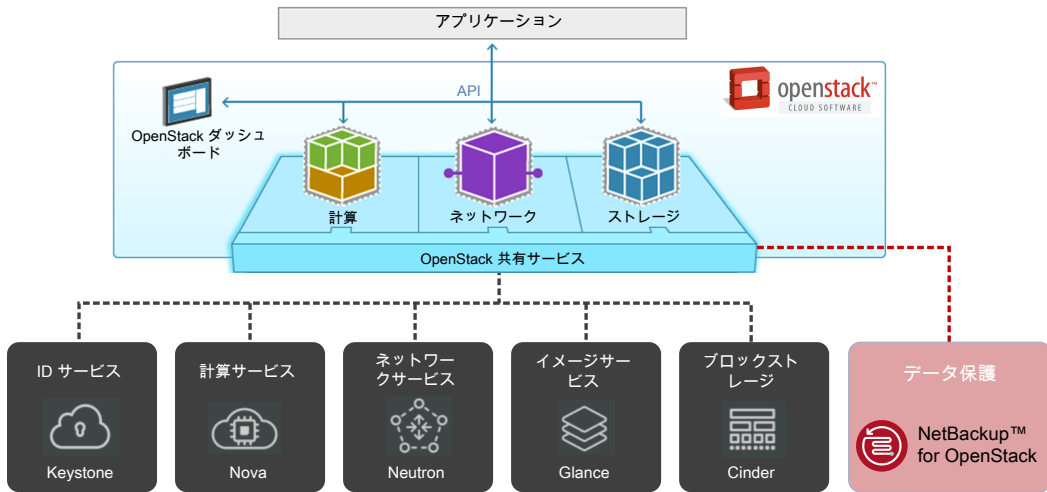 アプリケーション
API
openstack™
CLOUD SOFTWARE
OpenStack ダッシュ
ボード
計算
ネットワーク
ストレージ
OpenStack 共有サービス
ID サービス
Keystone
計算サービス
Nova
ネットワー
クサービス
Neutron
イメージサー
ビス
Glance
ブロックスト
レージ
Cinder
データ保護
NetBackup™
for OpenStack